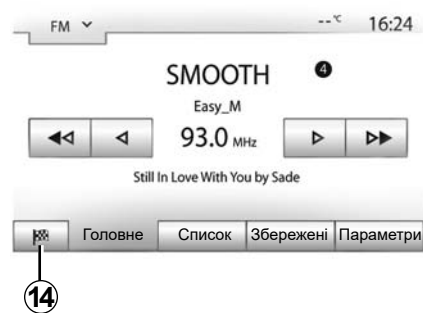 FM --°C 16:24
SMOOTH 4
Easy_M
93.0 MHz
Still In Love With You by Sade
Головне Список Збережені Параметри
14